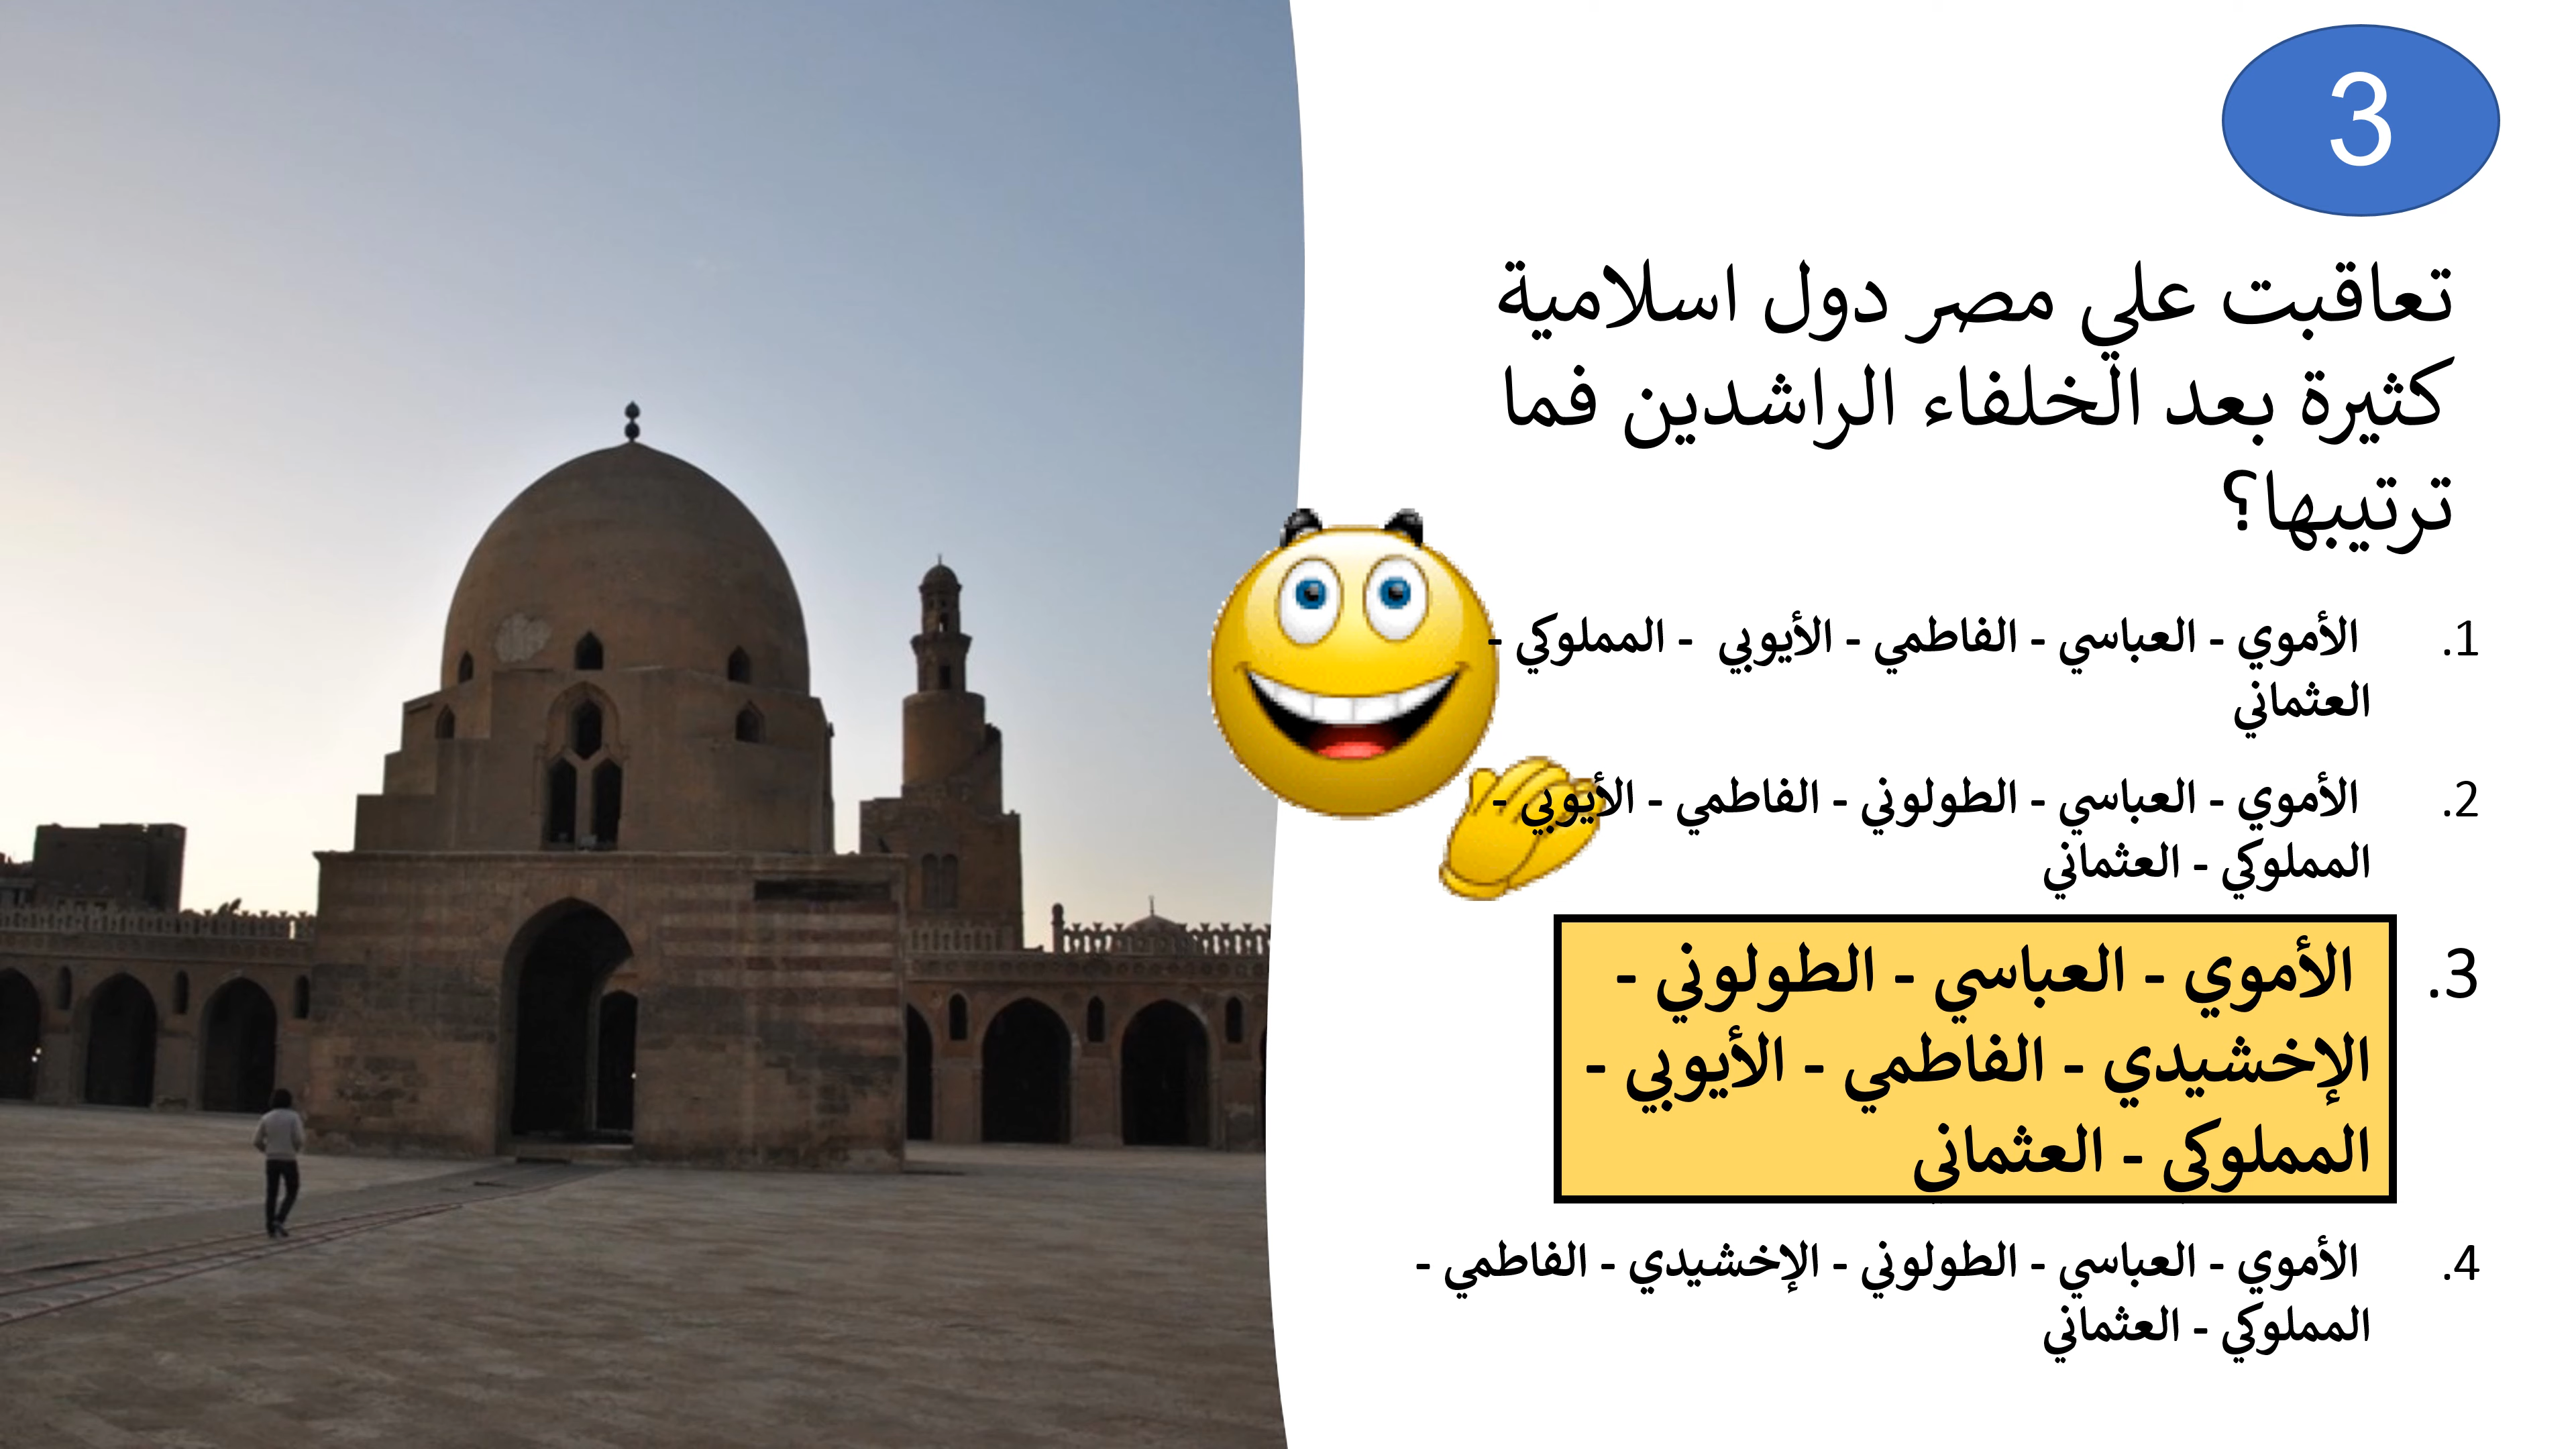 3
تعاقبت علي مصر دول اسلامية
كثيرة بعد الخلفاء الراشدين فما
ترتيبها؟
1. الأموي - العباسي - الفاطمي - الأيوبي - المملوكي -
العثماني
2. الأموي - العباسي - الطولوني - الفاطمي - الأيوبي -
المملوكي - العثماني
3. الأموي - العباسي - الطولوني -
الإخشيدي - الفاطمي - الأيوبي -
المملوكى - العثمانى
4. الأموي - العباسي - الطولوني - الإخشيدي - الفاطمي -
المملوكي - العثماني